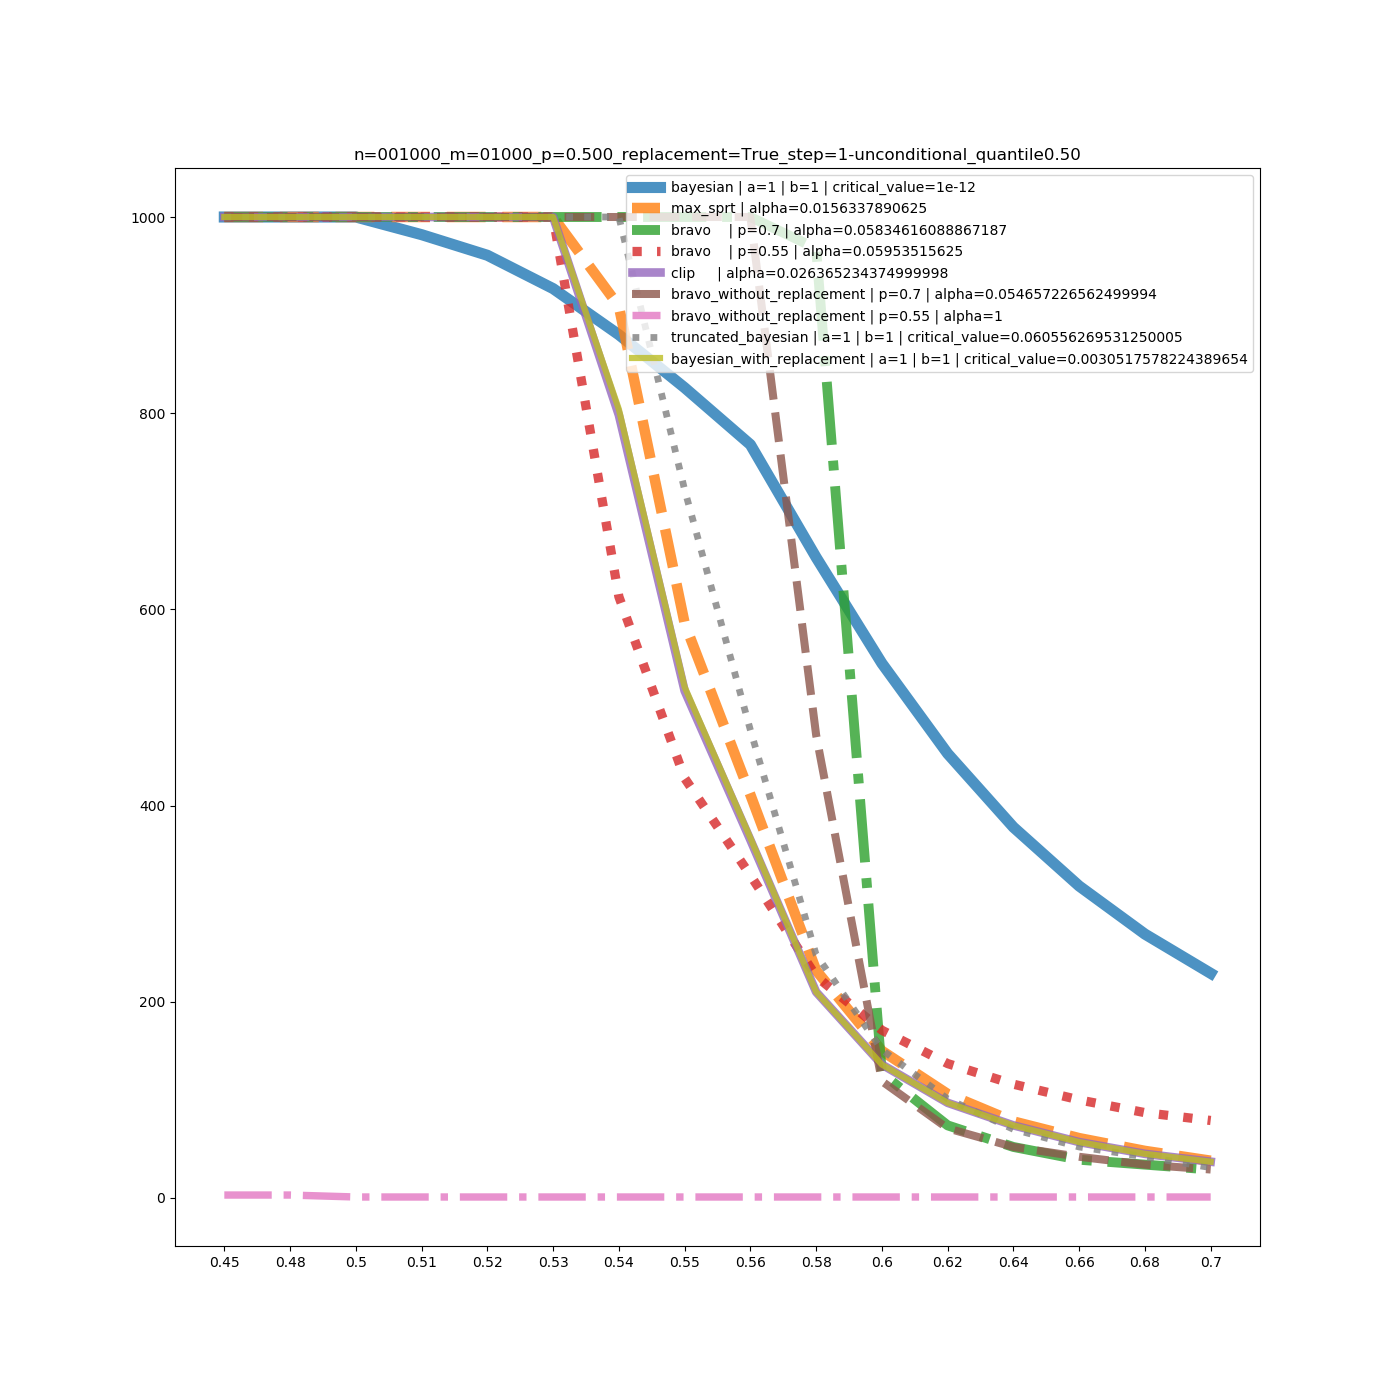 n=001000_m=01000_p=0.500_replacement=True_step=1-unconditional_quantile0.50
bayesian | a=1 | b=1 | critical_value=1e-12
max_sprt | alpha=0.0156337890625
bravo | p=0.7 | alpha=0.05834616088867187
bravo | p=0.55 | alpha=0.05953515625
clip | alpha=0.026365234374999998
bravo_without_replacement | p=0.7 | alpha=0.054657226562499994
bravo_without_replacement | p=0.55 | alpha=1
truncated_bayesian | a=1 | b=1 | critical_value=0.060556269531250005
bayesian_with_replacement | a=1 | b=1 | critical_value=0.0030517578224389654
1000
800
600
400
200
0
0.45 0.48 0.5 0.51 0.52 0.53 0.54 0.55 0.56 0.58 0.6 0.62 0.64 0.66 0.68 0.7